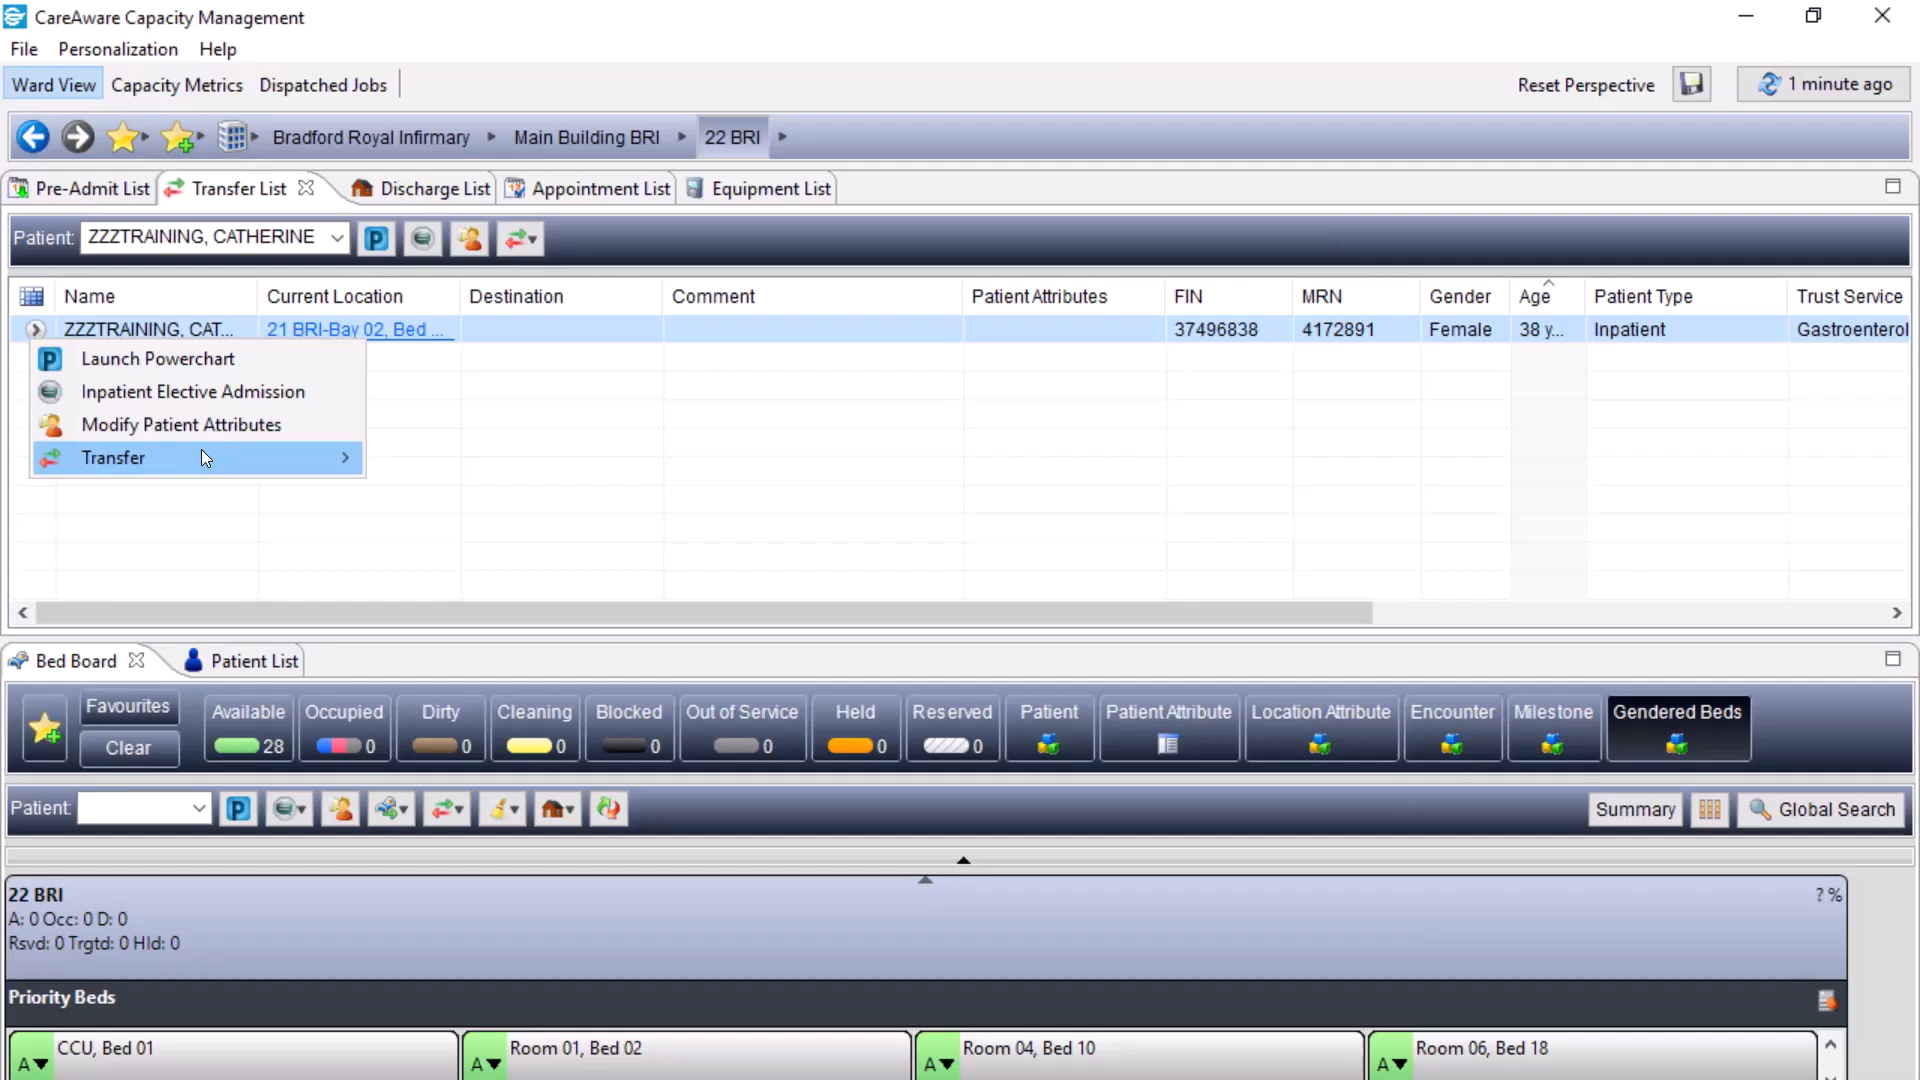 CareAware Capacity Management
File Personalization Help
Ward View Capacity Metrics Dispatched Jobs Reset Perspective 1 minute ago
Bradford Royal Infirmary Main Building BRI 22 BRI
Pre-Admit List Transfer List Discharge List Appointment List Equipment List
Patient: ZZZTRAINING, CATHERINE P
Name Current Location Destination Comment Patient Attributes FIN MRN Gender Age Patient Type Trust Service
ZZZTRAINING, CAT... 21 BRI-Bay 02, Bed ... 37496838 4172891 Female 38 y... Inpatient Gastroenterol
P Launch Powerchart
Inpatient Elective Admission
Modify Patient Attributes
Transfer
Bed Board Patient List
Favourites Available Occupied Dirty Cleaning Blocked Out of Service Held Reserved Patient Patient Attribute Location Attribute Encounter Milestone Gendered Beds
Clear 28 0 0 0 0 0 0 0
Patient: P Summary Global Search
22 BRI ? %
A: 0 Occ: 0 D: 0
Rsvd: 0 Trgtd: 0 Hld: 0
Priority Beds
CCU, Bed 01 Room 01, Bed 02 Room 04, Bed 10 Room 06, Bed 18
A A A A